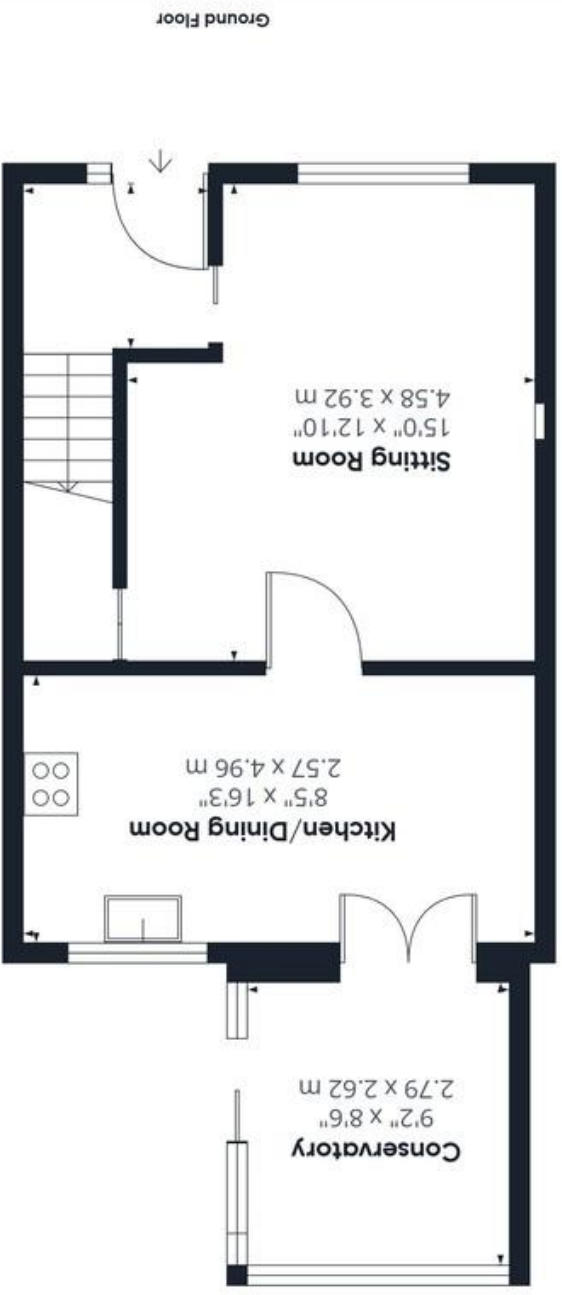 Conservatory
9'2" x 8'6"
2.79 x 2.62 m
Kitchen/Dining Room
8'5" x 16'3"
2.57 x 4.96 m
Sitting Room
15'0" x 12'10"
4.58 x 3.92 m
Ground Floor